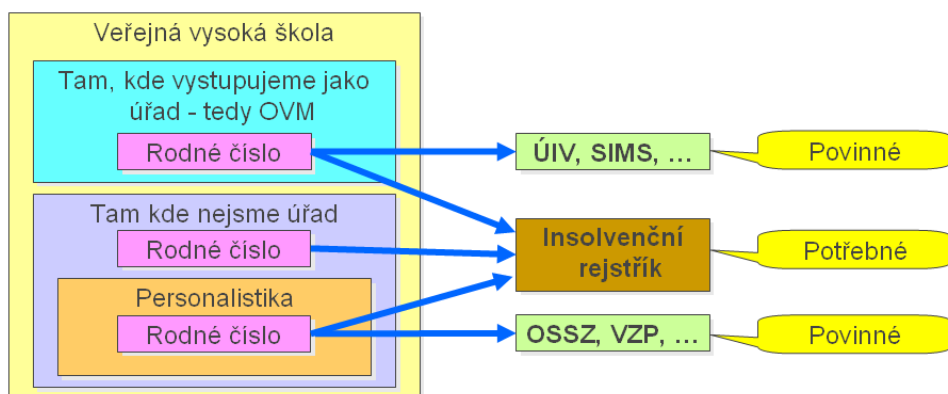 Veřejná vysoká škola
Tam, kde vystupujeme jako
úřad - tedy OVM
Rodné číslo
ÚIV, SIMS, ...
Povinné
Tam kde nejsme úřad
Rodné číslo
Insolvenční
rejstřík
Potřebné
Personalistika
Rodné číslo
OSSZ, VZP, ...
Povinné